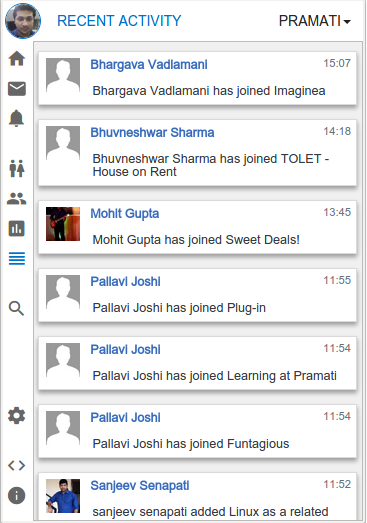 RECENT ACTIVITY PRAMATI
Bhargava Vadlamani 15:07
Bhargava Vadlamani has joined Imaginea
Bhuvneshwar Sharma 14:18
Bhuvneshwar Sharma has joined TOLET -
House on Rent
Mohit Gupta 13:45
Mohit Gupta has joined Sweet Deals!
Pallavi Joshi 11:55
Pallavi Joshi has joined Plug-in
Pallavi Joshi 11:54
Pallavi Joshi has joined Learning at Pramati
Pallavi Joshi 11:54
Pallavi Joshi has joined Funtagious
Sanjeev Senapati 11:52
sanjeev senapati added Linux as a related